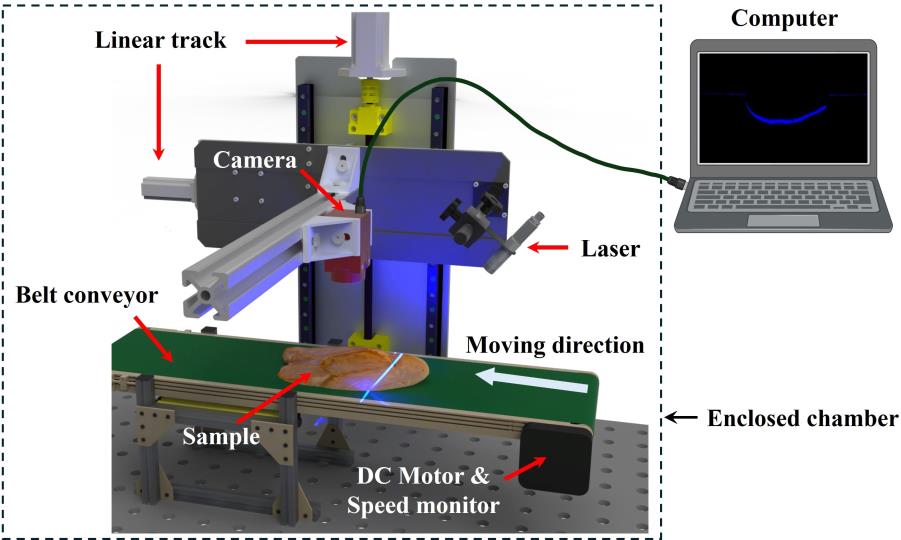 Computer
Linear track
Camera
Laser
Belt conveyor
Moving direction
Enclosed chamber
Sample
DC Motor &
Speed monitor